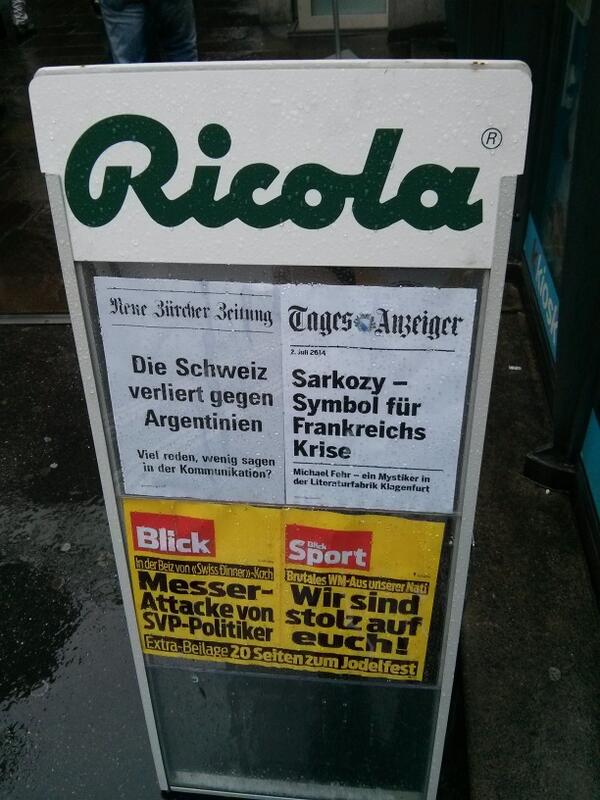 Ricola ®
Neue Zürcher Zeitung
Die Schweiz
verliert gegen
Argentinien
Viel reden, wenig sagen
in der Kommunikation?
Tages Anzeiger
2. Juli 2014
Sarkozy –
Symbol für
Frankreichs
Krise
Michael Fehr – ein Mystiker in
der Literaturfabrik Klagenfurt
Blick
In der Beiz von «Swiss Dinner»-Koch
Messer-
Attacke von
SVP-Politiker
Blick
Sport
Brutales WM-Aus unserer Nati
Wir sind
stolz auf
euch!
Extra-Beilage 20 Seiten zum Jodelfest
Kiosk